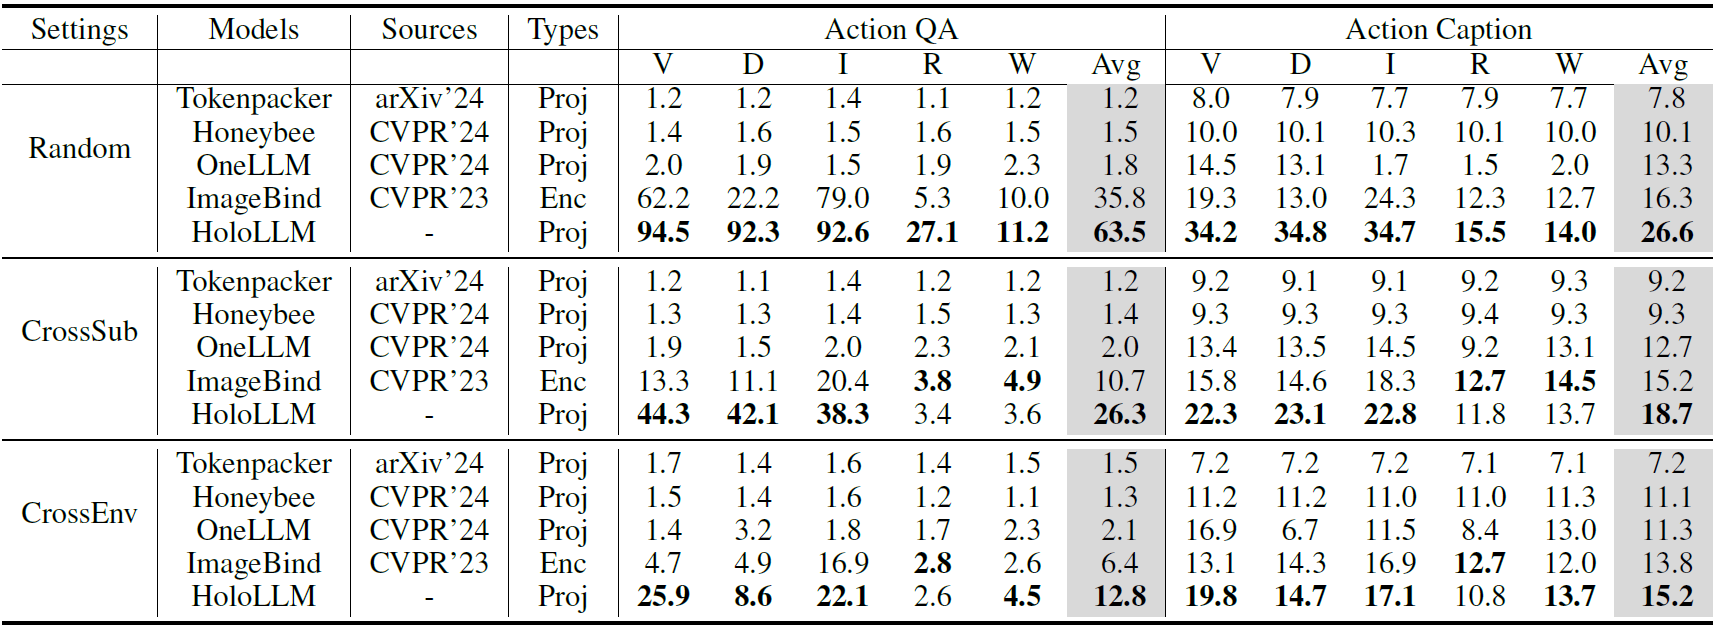 Settings Models Sources Types Action QA Action Caption
V D I R W Avg V D I R W Avg
Tokenpacker arXiv’24 Proj 1.2 1.2 1.4 1.1 1.2 1.2 8.0 7.9 7.7 7.9 7.7 7.8
Honeybee CVPR’24 Proj 1.4 1.6 1.5 1.6 1.5 1.5 10.0 10.1 10.3 10.1 10.0 10.1
Random
OneLLM CVPR’24 Proj 2.0 1.9 1.5 1.9 2.3 1.8 14.5 13.1 1.7 1.5 2.0 13.3
ImageBind CVPR’23 Enc 62.2 22.2 79.0 5.3 10.0 35.8 19.3 13.0 24.3 12.3 12.7 16.3
HoloLLM - Proj 94.5 92.3 92.6 27.1 11.2 63.5 34.2 34.8 34.7 15.5 14.0 26.6
Tokenpacker arXiv’24 Proj 1.2 1.1 1.4 1.2 1.2 1.2 9.2 9.1 9.1 9.2 9.3 9.2
Honeybee CVPR’24 Proj 1.3 1.3 1.4 1.5 1.3 1.4 9.3 9.3 9.3 9.4 9.3 9.3
CrossSub
OneLLM CVPR’24 Proj 1.9 1.5 2.0 2.3 2.1 2.0 13.4 13.5 14.5 9.2 13.1 12.7
ImageBind CVPR’23 Enc 13.3 11.1 20.4 3.8 4.9 10.7 15.8 14.6 18.3 12.7 14.5 15.2
HoloLLM - Proj 44.3 42.1 38.3 3.4 3.6 26.3 22.3 23.1 22.8 11.8 13.7 18.7
Tokenpacker arXiv’24 Proj 1.7 1.4 1.6 1.4 1.5 1.5 7.2 7.2 7.2 7.1 7.1 7.2
Honeybee CVPR’24 Proj 1.5 1.4 1.6 1.2 1.1 1.3 11.2 11.2 11.0 11.0 11.3 11.1
CrossEnv
OneLLM CVPR’24 Proj 1.4 3.2 1.8 1.7 2.3 2.1 16.9 6.7 11.5 8.4 13.0 11.3
ImageBind CVPR’23 Enc 4.7 4.9 16.9 2.8 2.6 6.4 13.1 14.3 16.9 12.7 12.0 13.8
HoloLLM - Proj 25.9 8.6 22.1 2.6 4.5 12.8 19.8 14.7 17.1 10.8 13.7 15.2